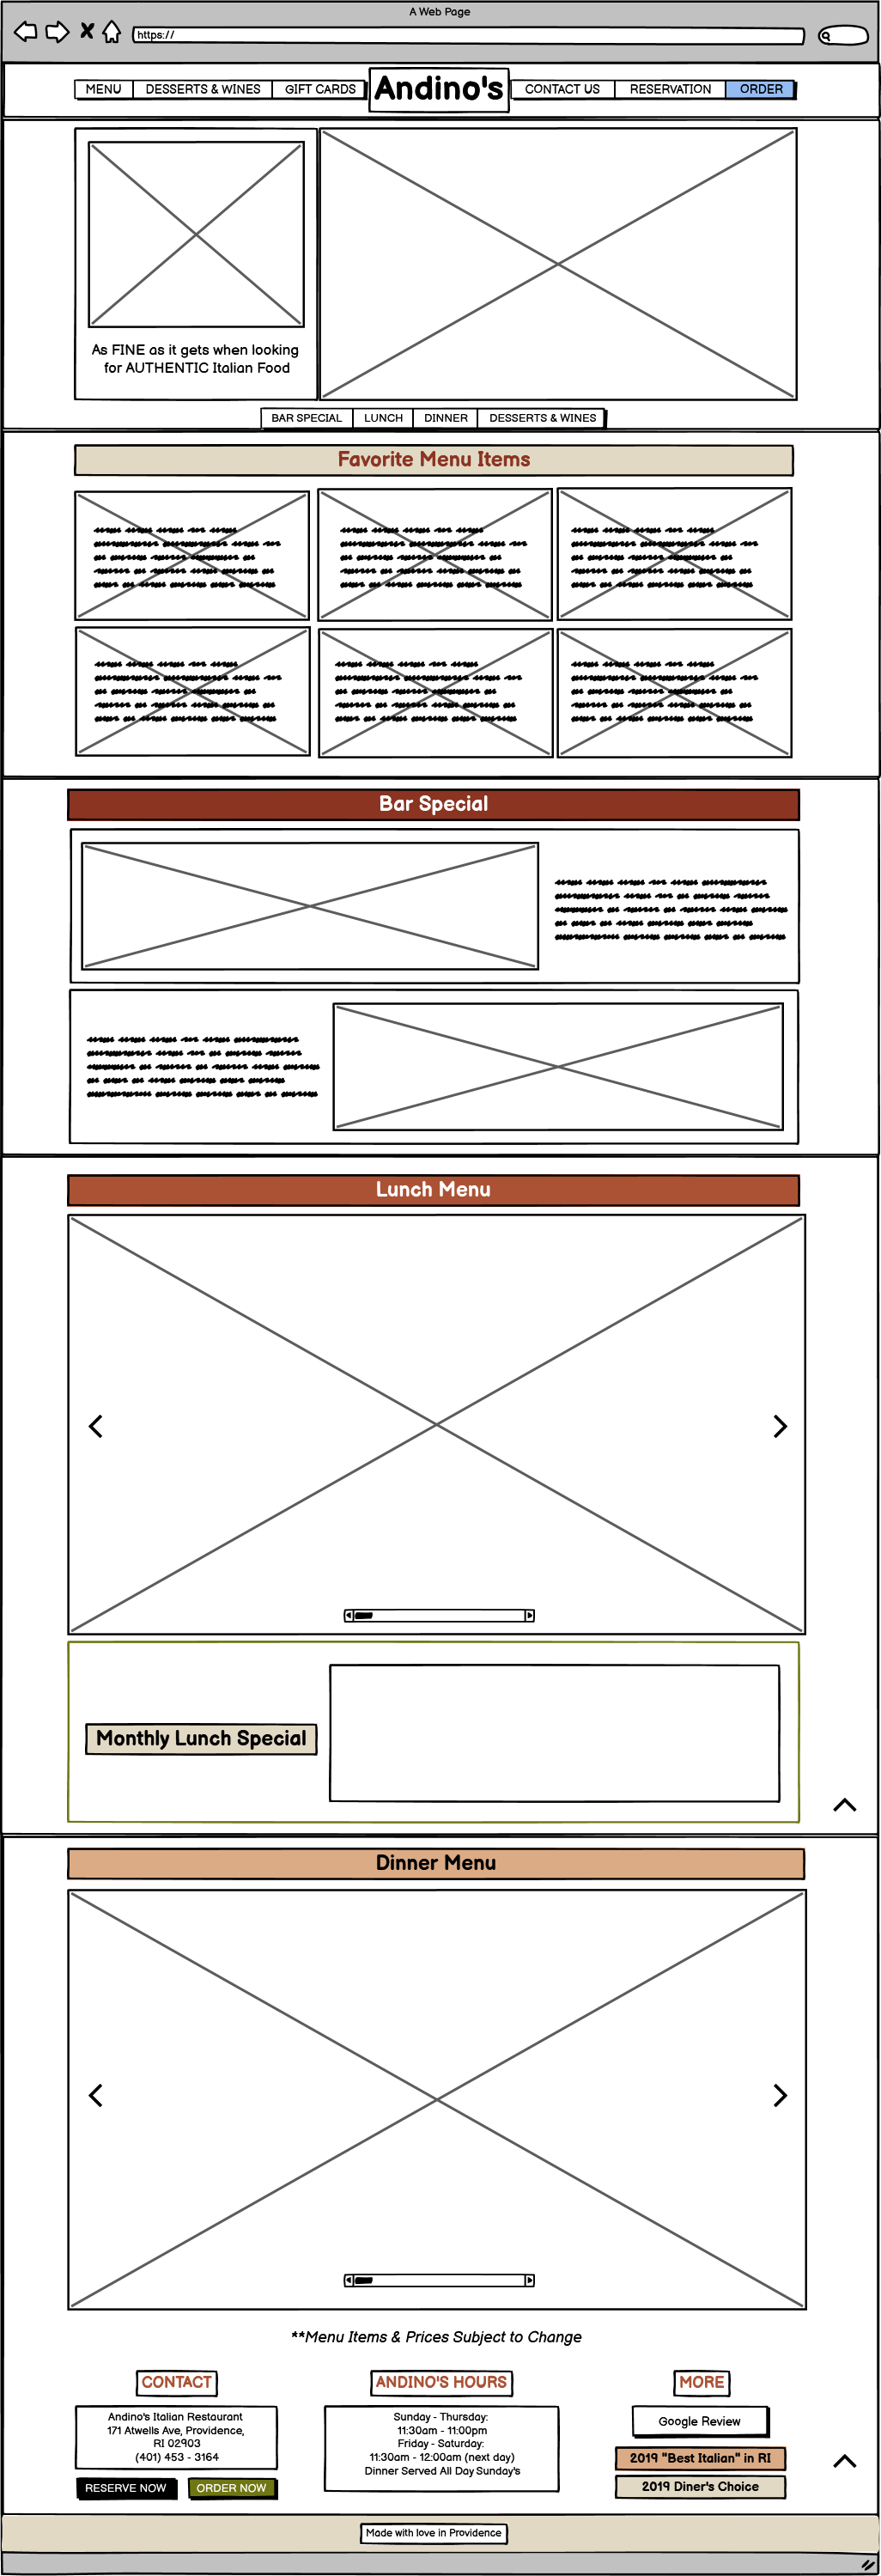 A Web Page
https://
MENU DESSERTS & WINES GIFT CARDS Andino's CONTACT US RESERVATION ORDER
As FINE as it gets when looking
for AUTHENTIC Italian Food
BAR SPECIAL LUNCH DINNER DESSERTS & WINES
Favorite Menu Items
Bar Special
Lunch Menu
Monthly Lunch Special
Dinner Menu
**Menu Items & Prices Subject to Change
CONTACT
Andino's Italian Restaurant
171 Atwells Ave, Providence,
RI 02903
(401) 453 - 3164
RESERVE NOW ORDER NOW
ANDINO'S HOURS
Sunday - Thursday:
11:30am - 11:00pm
Friday - Saturday:
11:30am - 12:00am (next day)
Dinner Served All Day Sunday's
MORE
Google Review
2019 "Best Italian" in RI
2019 Diner's Choice
Made with love in Providence